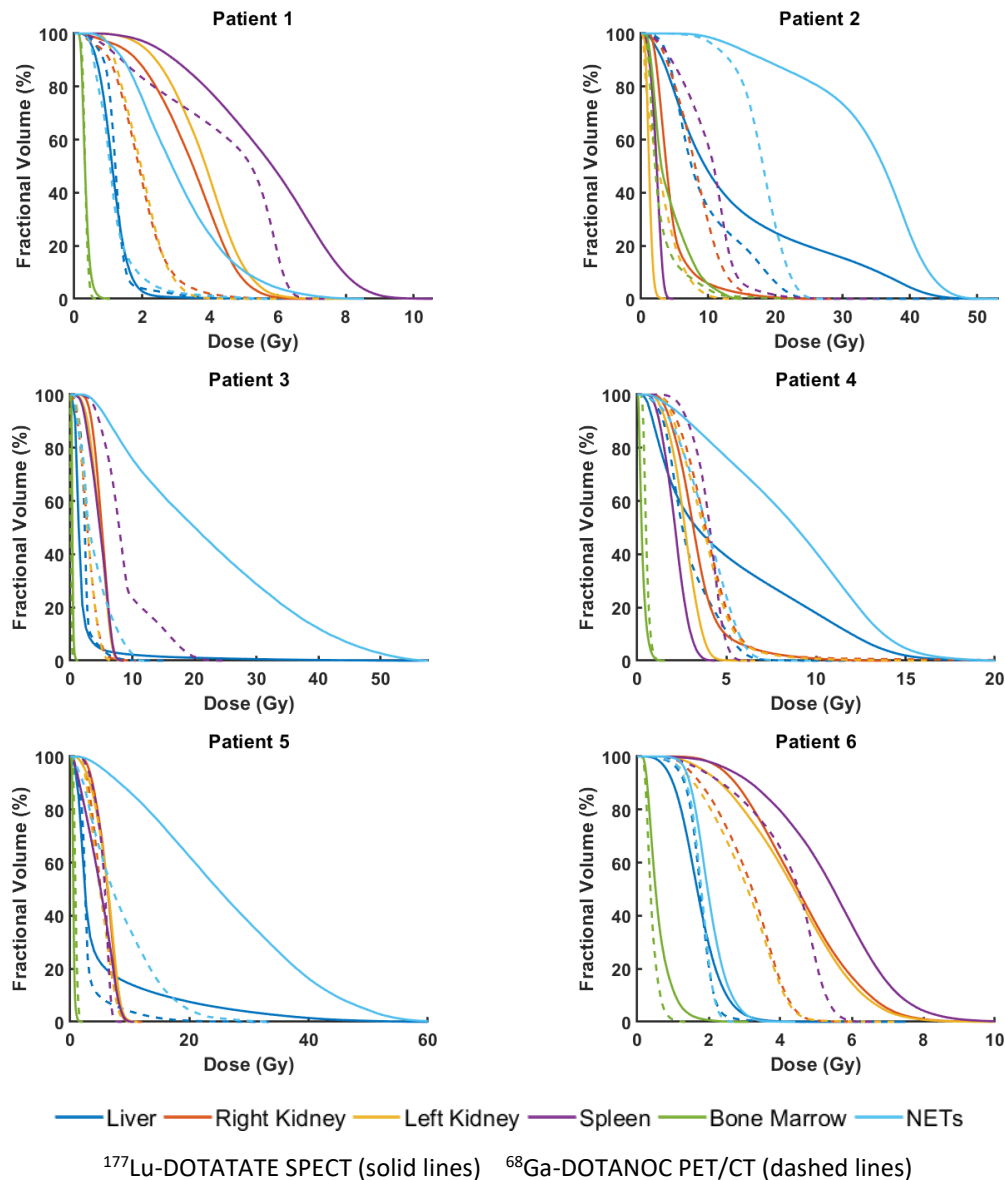 Patient 1
100
80
60
40
20
0
Fractional Volume (%)
0 2 4 6 8 10
Dose (Gy)
Patient 2
100
80
60
40
20
0
Fractional Volume (%)
0 10 20 30 40 50
Dose (Gy)
Patient 3
100
80
60
40
20
0
Fractional Volume (%)
0 10 20 30 40 50
Dose (Gy)
Patient 4
100
80
60
40
20
0
Fractional Volume (%)
0 5 10 15 20
Dose (Gy)
Patient 5
100
80
60
40
20
0
Fractional Volume (%)
0 20 40 60
Dose (Gy)
Patient 6
100
80
60
40
20
0
Fractional Volume (%)
0 2 4 6 8 10
Dose (Gy)
Liver Right Kidney Left Kidney Spleen Bone Marrow NETs
¹⁷⁷Lu-DOTATATE SPECT (solid lines) ⁶⁸Ga-DOTANOC PET/CT (dashed lines)